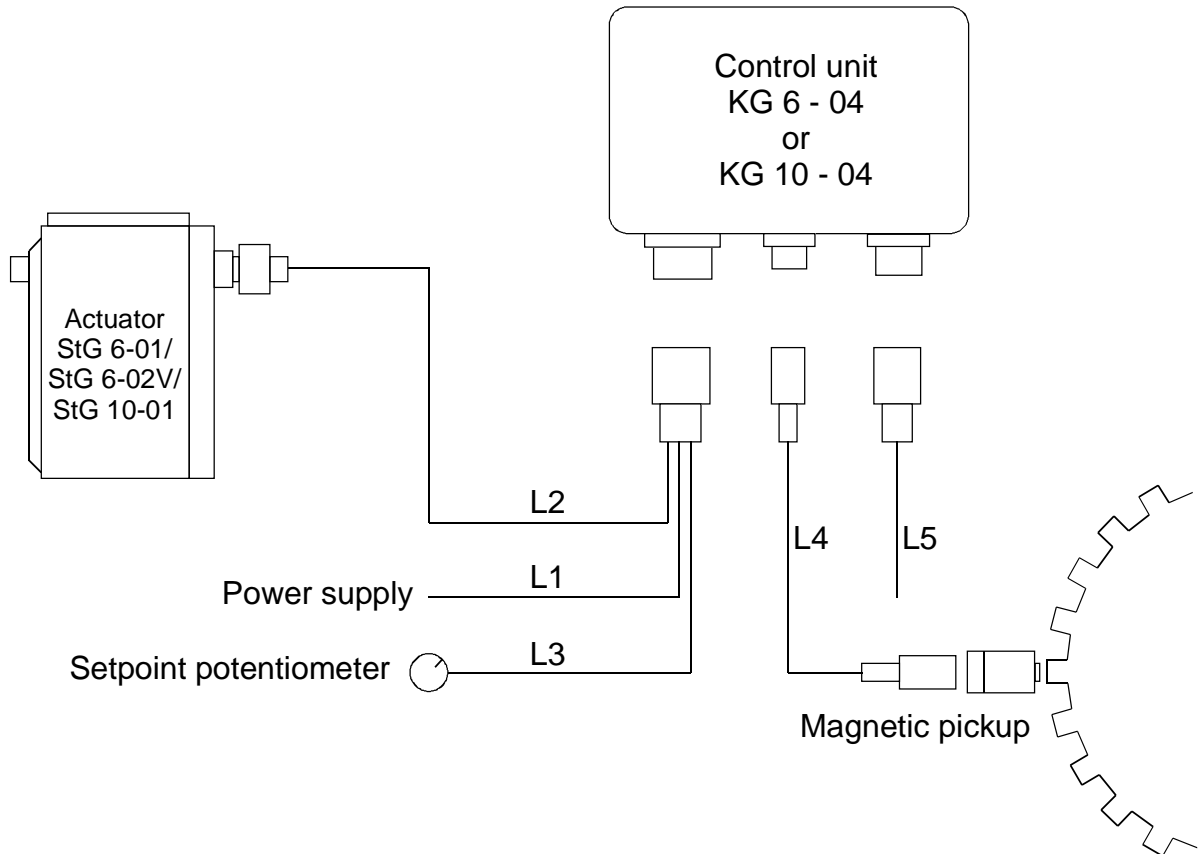 Control unit
KG 6 - 04
or
KG 10 - 04
Actuator
StG 6-01/
StG 6-02V/
StG 10-01
L2
L4
L5
L1
Power supply
L3
Setpoint potentiometer
Magnetic pickup